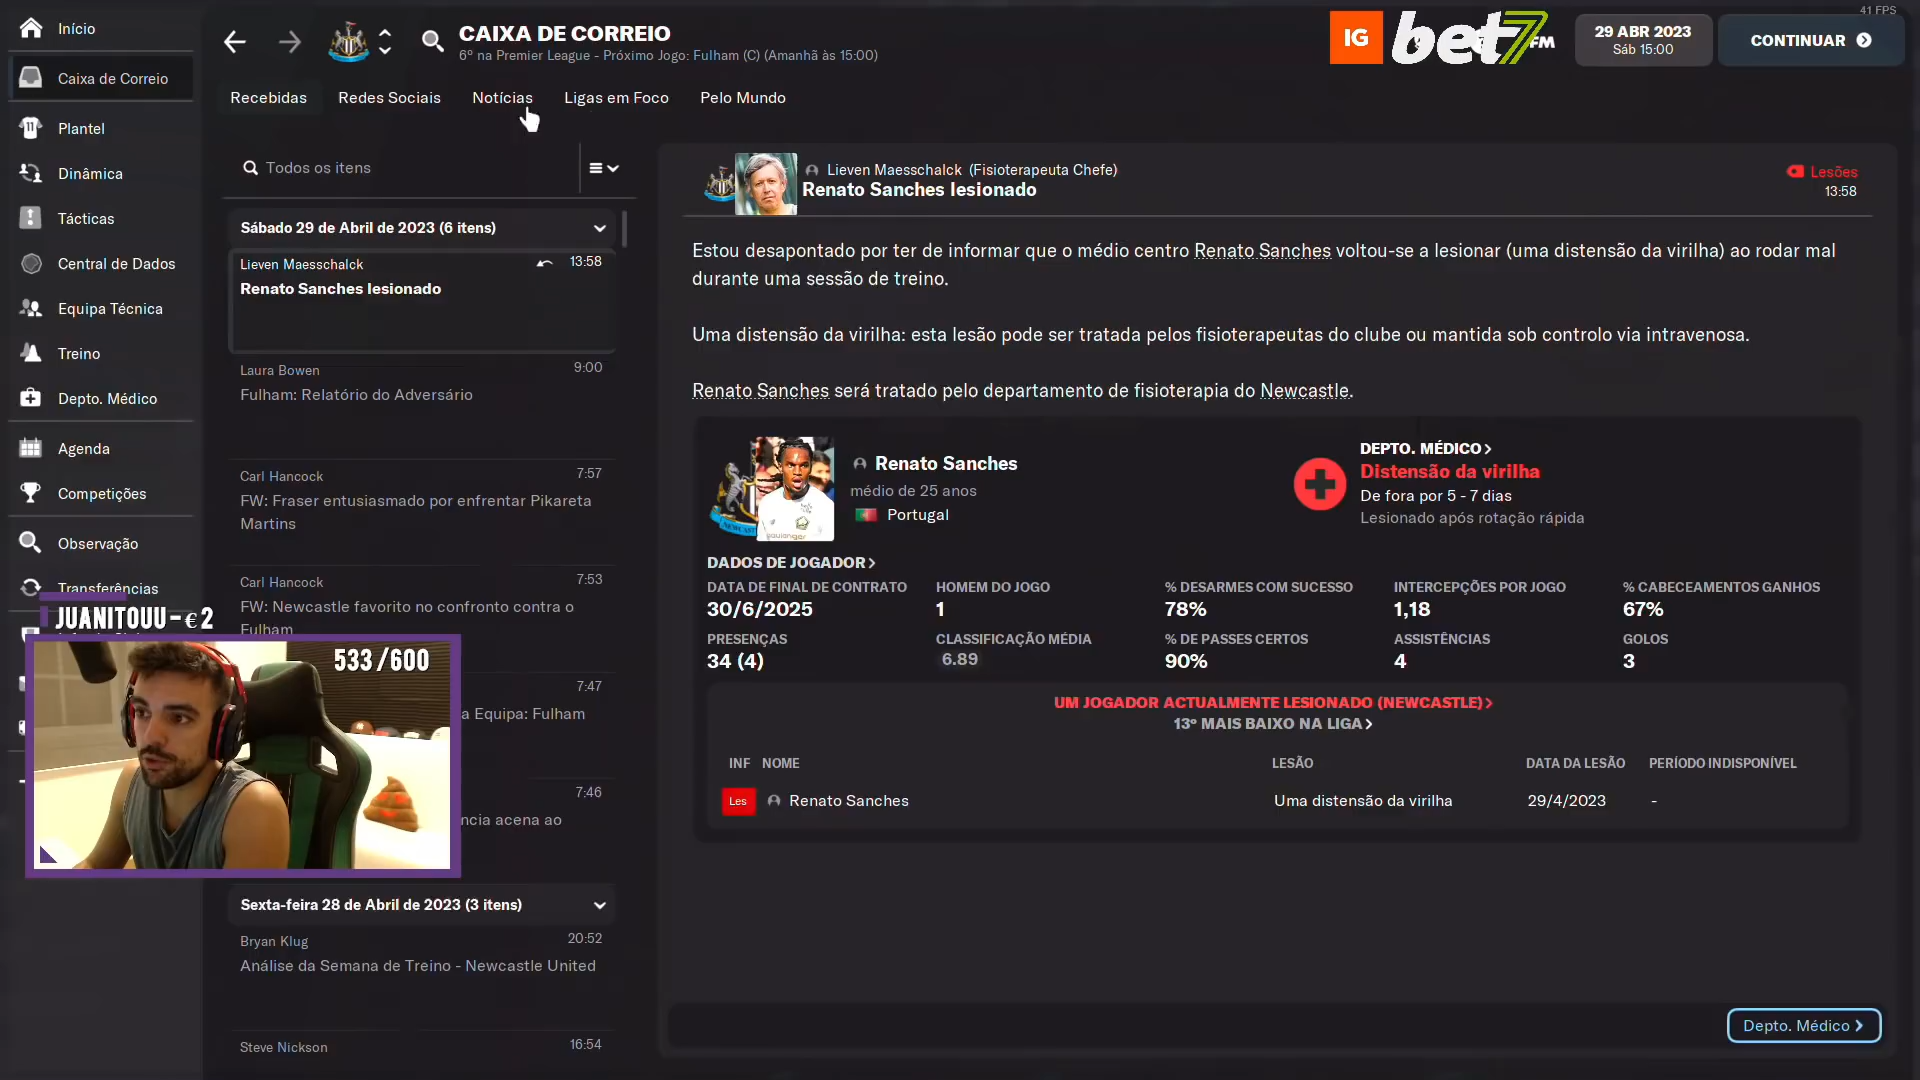 41 FPS
Início
Caixa de Correio
Plantel
Dinâmica
Tácticas
Central de Dados
Equipa Técnica
Treino
Depto. Médico
Agenda
Competições
Observação
Transferências
CAIXA DE CORREIO
6º na Premier League - Próximo Jogo: Fulham (C) (Amanhã às 15:00)
IG
bet7
FM
29 ABR 2023
Sáb 15:00
CONTINUAR
Recebidas
Redes Sociais
Notícias
Ligas em Foco
Pelo Mundo
Todos os itens
Sábado 29 de Abril de 2023 (6 itens)
Lieven Maesschalck
13:58
Renato Sanches lesionado
Laura Bowen
9:00
Fulham: Relatório do Adversário
Carl Hancock
7:57
FW: Fraser entusiasmado por enfrentar Pikareta
Martins
Carl Hancock
7:53
FW: Newcastle favorito no confronto contra o
Fulham
7:47
a Equipa: Fulham
7:46
ncia acena ao
Sexta-feira 28 de Abril de 2023 (3 itens)
Bryan Klug
20:52
Análise da Semana de Treino - Newcastle United
Steve Nickson
16:54
JUANITOUU - € 2
533/600
Lieven Maesschalck (Fisioterapeuta Chefe)
Renato Sanches lesionado
Lesões
13:58
Estou desapontado por ter de informar que o médio centro Renato Sanches voltou-se a lesionar (uma distensão da virilha) ao rodar mal
durante uma sessão de treino.
Uma distensão da virilha: esta lesão pode ser tratada pelos fisioterapeutas do clube ou mantida sob controlo via intravenosa.
Renato Sanches será tratado pelo departamento de fisioterapia do Newcastle.
Renato Sanches
médio de 25 anos
Portugal
DEPTO. MÉDICO
Distensão da virilha
De fora por 5 - 7 dias
Lesionado após rotação rápida
DADOS DE JOGADOR
DATA DE FINAL DE CONTRATO
30/6/2025
HOMEM DO JOGO
1
% DESARMES COM SUCESSO
78%
INTERCEPÇÕES POR JOGO
1,18
% CABECEAMENTOS GANHOS
67%
PRESENÇAS
34 (4)
CLASSIFICAÇÃO MÉDIA
6.89
% DE PASSES CERTOS
90%
ASSISTÊNCIAS
4
GOLOS
3
UM JOGADOR ACTUALMENTE LESIONADO (NEWCASTLE)
13º MAIS BAIXO NA LIGA
INF NOME LESÃO DATA DA LESÃO PERÍODO INDISPONÍVEL
Les Renato Sanches Uma distensão da virilha 29/4/2023 -
Depto. Médico